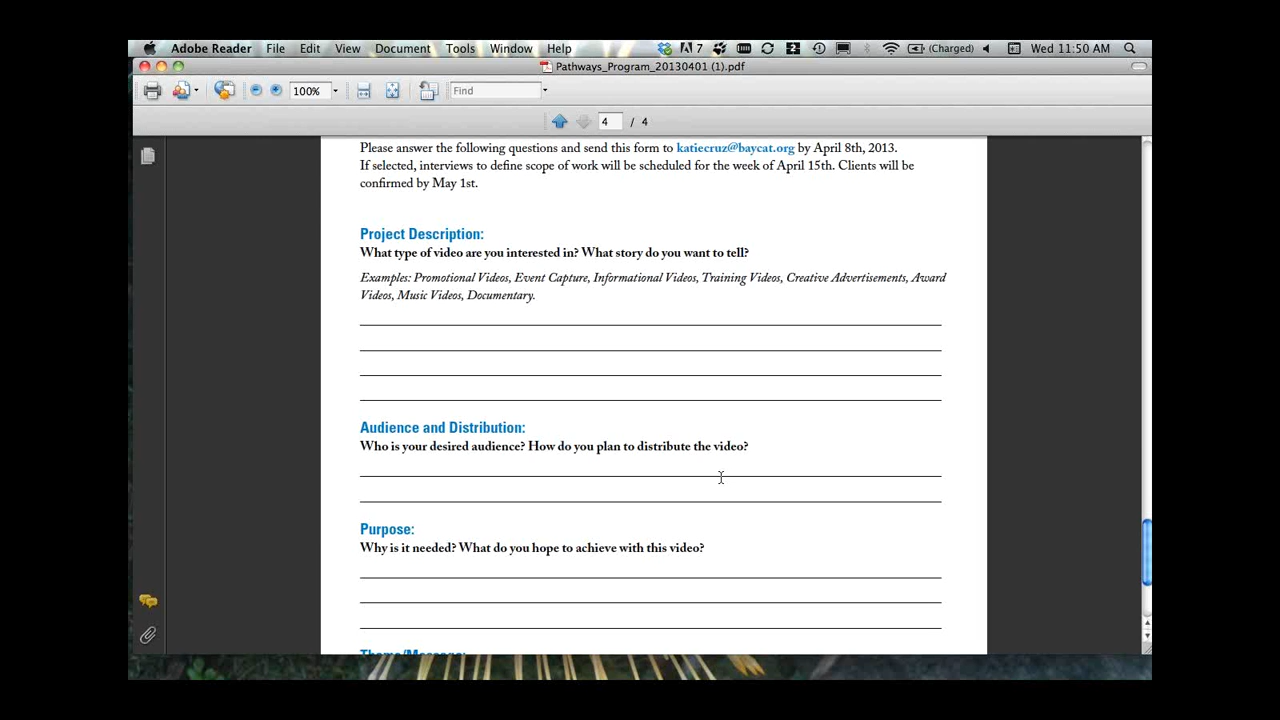 Adobe Reader File Edit View Document Tools Window Help 7 2 (Charged) Wed 11:50 AM
Pathways_Program_20130401 (1).pdf
100% Find
4 / 4
Please answer the following questions and send this form to katiecruz@baycat.org by April 8th, 2013.
If selected, interviews to define scope of work will be scheduled for the week of April 15th. Clients will be
confirmed by May 1st.
Project Description:
What type of video are you interested in? What story do you want to tell?
Examples: Promotional Videos, Event Capture, Informational Videos, Training Videos, Creative Advertisements, Award
Videos, Music Videos, Documentary.
Audience and Distribution:
Who is your desired audience? How do you plan to distribute the video?
Purpose:
Why is it needed? What do you hope to achieve with this video?
Theme/Message: